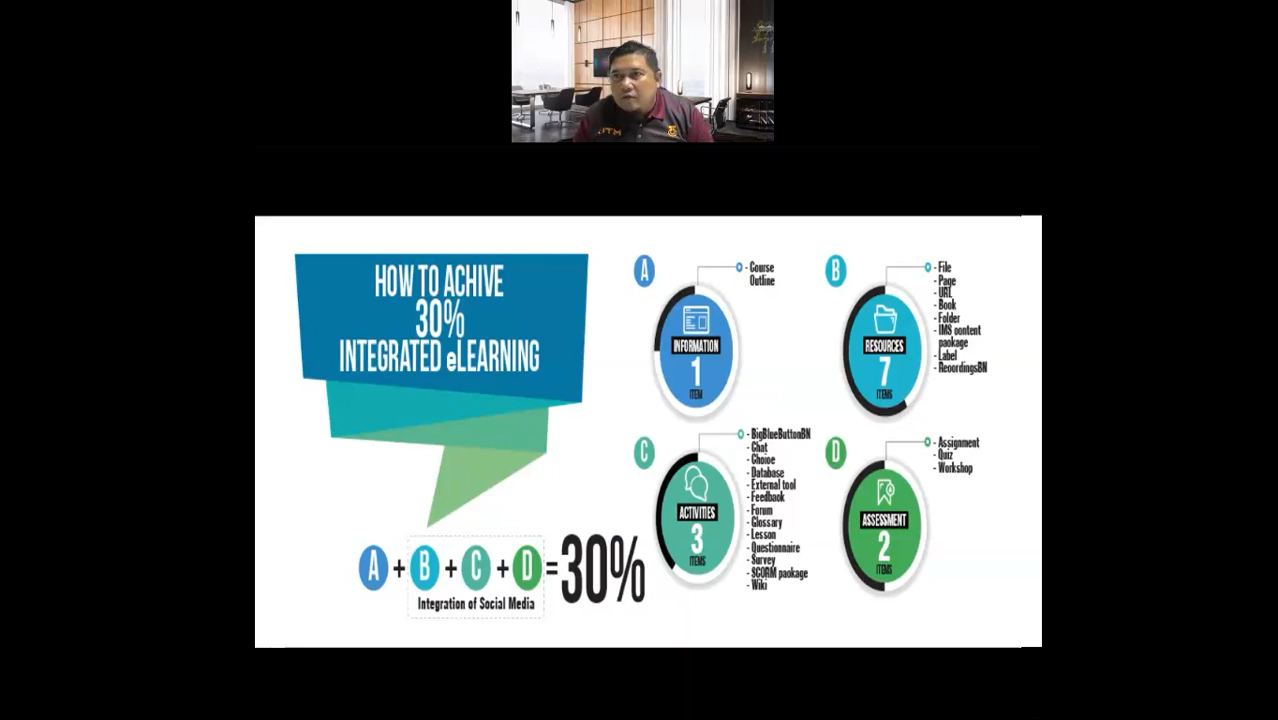 UTM
HOW TO ACHIVE
30%
INTEGRATED eLEARNING
A + B + C + D = 30%
Integration of Social Media
A
- Course
Outline
INFORMATION
1
ITEM
B
- File
- Page
- URL
- Book
- Folder
- IMS content
package
- Label
- RecordingsBN
RESOURCES
7
ITEMS
C
- BigBlueButtonBN
- Chat
- Choice
- Database
- External tool
- Feedback
- Forum
- Glossary
- Lesson
- Questionnaire
- Survey
- SCORM package
- Wiki
ACTIVITIES
3
ITEMS
D
- Assignment
- Quiz
- Workshop
ASSESSMENT
2
ITEMS